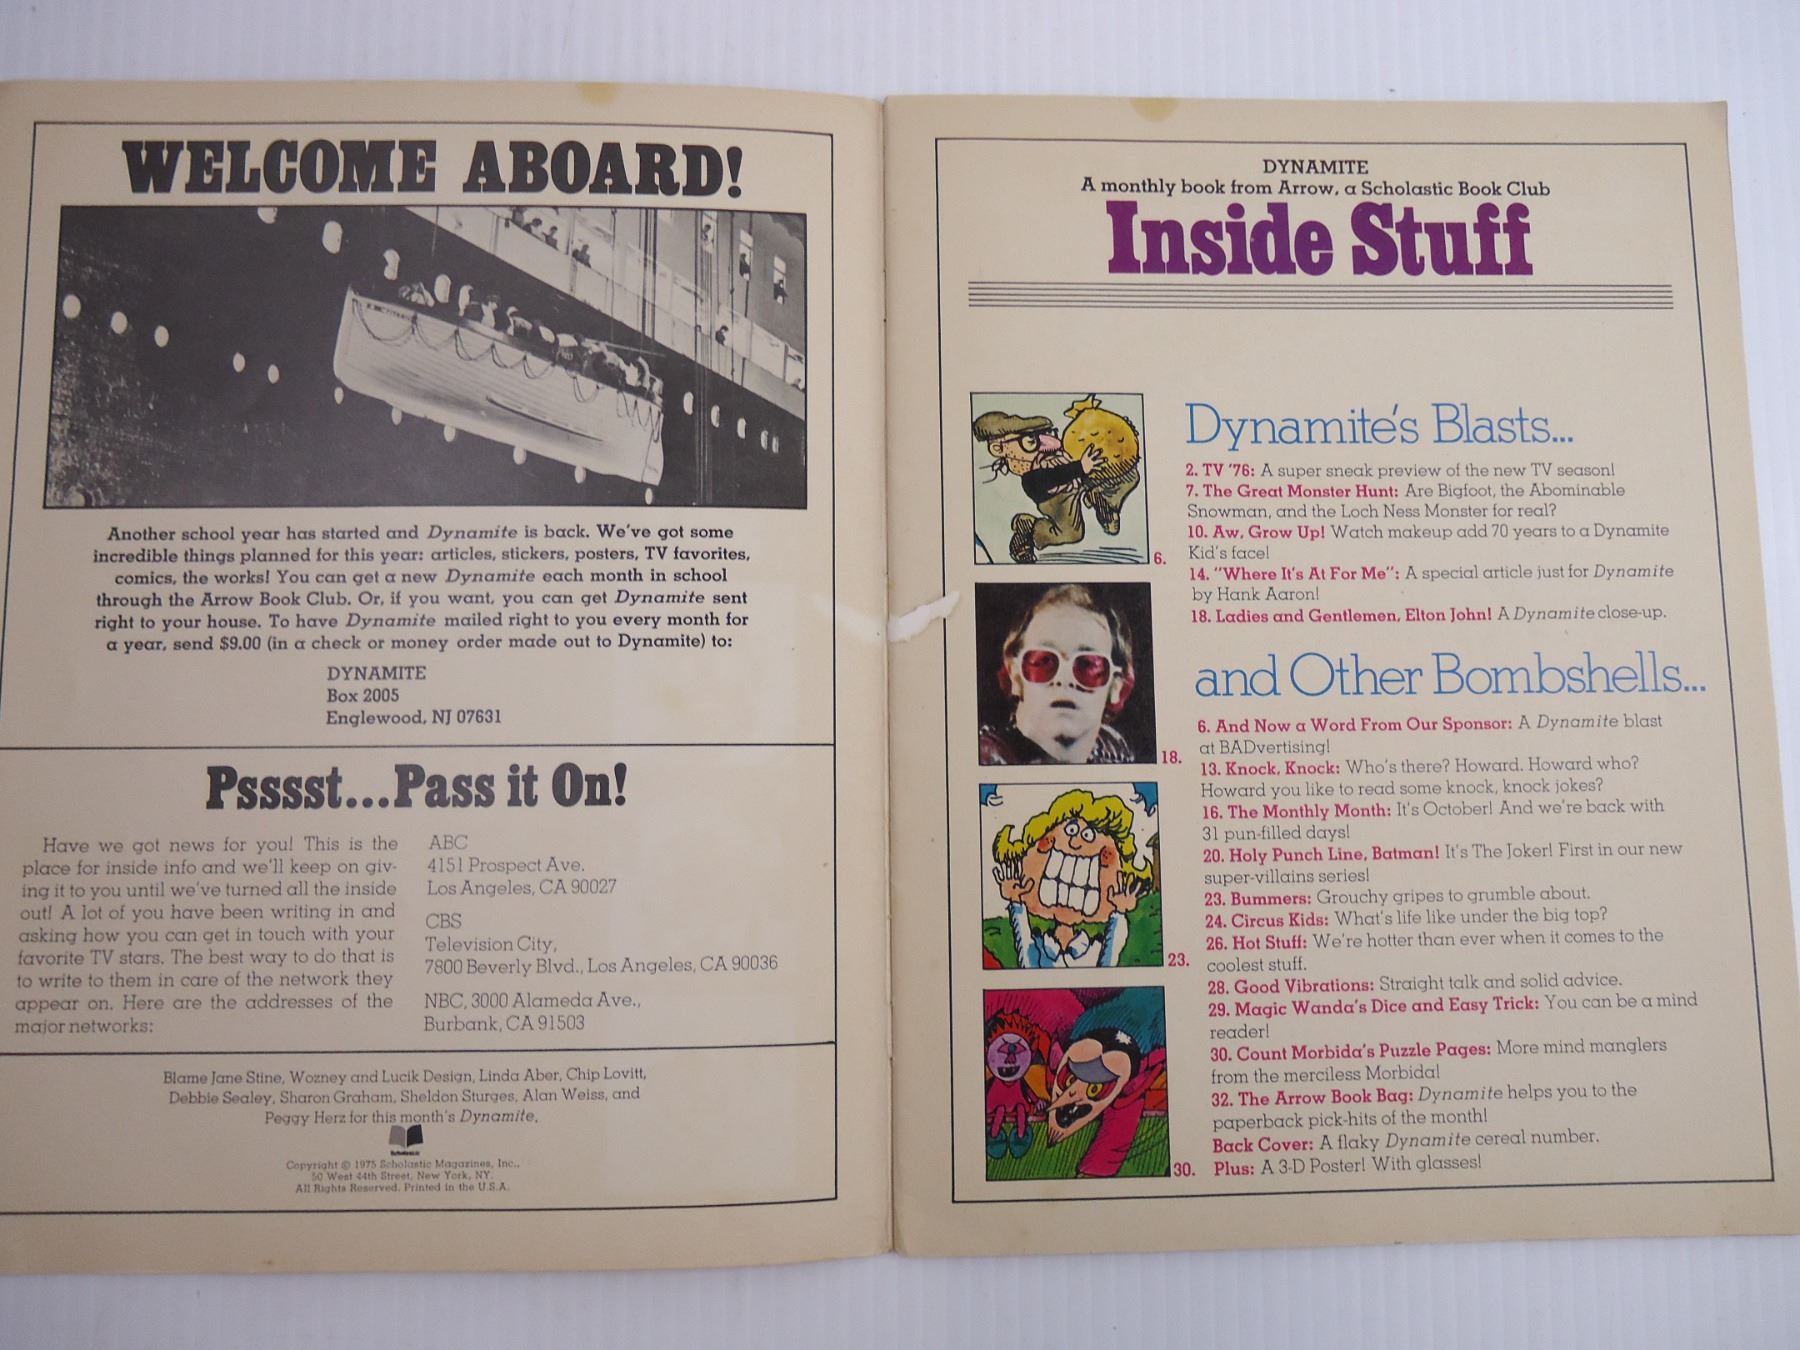 WELCOME ABOARD!
Another school year has started and Dynamite is back. We've got some
incredible things planned for this year: articles, stickers, posters, TV favorites,
comics, the works! You can get a new Dynamite each month in school
through the Arrow Book Club. Or, if you want, you can get Dynamite sent
right to your house. To have Dynamite mailed right to you every month for
a year, send $9.00 (in a check or money order made out to Dynamite) to:
DYNAMITE
Box 2005
Englewood, NJ 07631
Psssst...Pass it On!
Have we got news for you! This is the
place for inside info and we'll keep on giv-
ing it to you until we've turned all the inside
out! A lot of you have been writing in and
asking how you can get in touch with your
favorite TV stars. The best way to do that is
to write to them in care of the network they
appear on. Here are the addresses of the
major networks:
ABC
4151 Prospect Ave.
Los Angeles, CA 90027
CBS
Television City,
7800 Beverly Blvd., Los Angeles, CA 90036
NBC, 3000 Alameda Ave.,
Burbank, CA 91503
Blame Jane Stine, Wozney and Lucik Design, Linda Aber, Chip Lovitt,
Debbie Sealey, Sharon Graham, Sheldon Sturges, Alan Weiss, and
Peggy Herz for this month's Dynamite.
Copyright © 1975 Scholastic Magazines, Inc.,
50 West 44th Street, New York, NY.
All Rights Reserved. Printed in the U.S.A.
DYNAMITE
A monthly book from Arrow, a Scholastic Book Club
Inside Stuff
6.
18.
23.
30.
Dynamite's Blasts...
2. TV '76: A super sneak preview of the new TV season!
7. The Great Monster Hunt: Are Bigfoot, the Abominable
Snowman, and the Loch Ness Monster for real?
10. Aw, Grow Up! Watch makeup add 70 years to a Dynamite
Kid's face!
14. "Where It's At For Me": A special article just for Dynamite
by Hank Aaron!
18. Ladies and Gentlemen, Elton John! A Dynamite close-up.
and Other Bombshells...
6. And Now a Word From Our Sponsor: A Dynamite blast
at BADvertising!
13. Knock, Knock: Who's there? Howard. Howard who?
Howard you like to read some knock, knock jokes?
16. The Monthly Month: It's October! And we're back with
31 pun-filled days!
20. Holy Punch Line, Batman! It's The Joker! First in our new
super-villains series!
23. Bummers: Grouchy gripes to grumble about.
24. Circus Kids: What's life like under the big top?
26. Hot Stuff: We're hotter than ever when it comes to the
coolest stuff.
28. Good Vibrations: Straight talk and solid advice.
29. Magic Wanda's Dice and Easy Trick: You can be a mind
reader!
30. Count Morbida's Puzzle Pages: More mind manglers
from the merciless Morbida!
32. The Arrow Book Bag: Dynamite helps you to the
paperback pick-hits of the month!
Back Cover: A flaky Dynamite cereal number.
Plus: A 3-D Poster! With glasses!